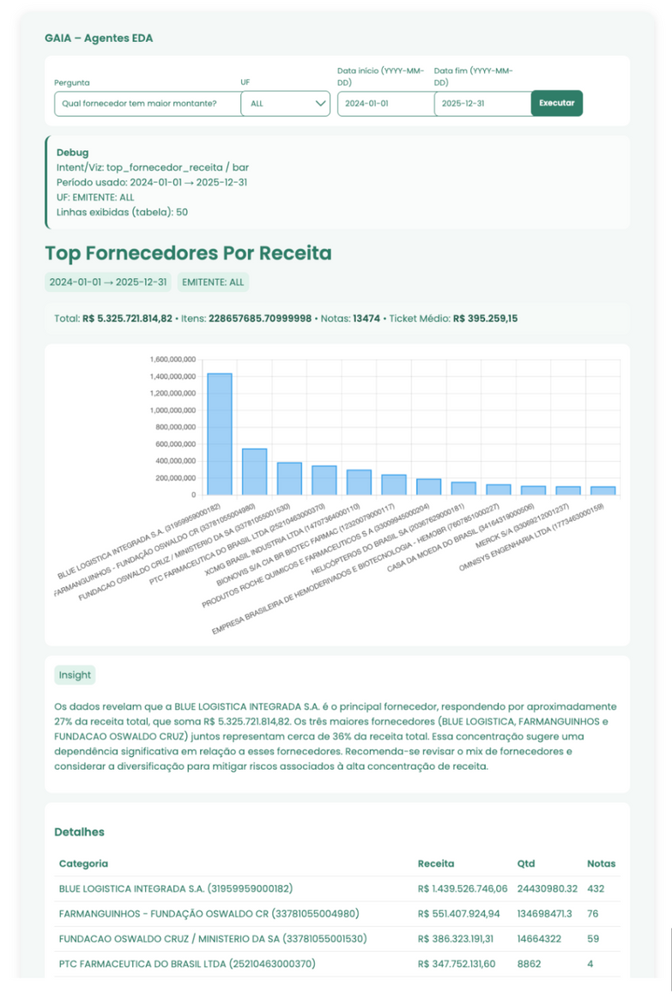 GAIA – Agentes EDA
Pergunta
UF
Data início (YYYY-MM-
DD)
Data fim (YYYY-MM-
DD)
Qual fornecedor tem maior montante?
ALL
2024-01-01
2025-12-31
Executar
Debug
Intent/Viz: top_fornecedor_receita / bar
Período usado: 2024-01-01 → 2025-12-31
UF: EMITENTE: ALL
Linhas exibidas (tabela): 50
Top Fornecedores Por Receita
2024-01-01 → 2025-12-31 EMITENTE: ALL
Total: R$ 5.325.721.814,82 • Itens: 228657685.70999998 • Notas: 13474 • Ticket Médio: R$ 395.259,15
1,600,000,000
1,400,000,000
1,200,000,000
1,000,000,000
800,000,000
600,000,000
400,000,000
200,000,000
0
BLUE LOGISTICA INTEGRADA S.A. (31959959000182)
FARMANGUINHOS - FUNDAÇÃO OSWALDO CR (33781055004980)
FUNDACAO OSWALDO CRUZ / MINISTERIO DA SA (33781055001530)
PTC FARMACEUTICA DO BRASIL LTDA (25210463000370)
XCMG BRASIL INDUSTRIA LTDA (14707364000110)
BIONOVIS S/A CIA BR BIOTEC FARMAC (12320079000117)
PRODUTOS ROCHE QUIMICOS E FARMACEUTICOS S A (33009945000204)
HELICÓPTEROS DO BRASIL SA (20367629000181)
EMPRESA BRASILEIRA DE HEMODERIVADOS E BIOTECNOLOGIA - HEMOBR (7607851000227)
CASA DA MOEDA DO BRASIL (34164319000506)
MERCK S/A (33069212001237)
OMNISYS ENGENHARIA LTDA (1773463000159)
Insight
Os dados revelam que a BLUE LOGISTICA INTEGRADA S.A. é o principal fornecedor, respondendo por aproximadamente
27% da receita total, que soma R$ 5.325.721.814,82. Os três maiores fornecedores (BLUE LOGISTICA, FARMANGUINHOS e
FUNDACAO OSWALDO CRUZ) juntos representam cerca de 36% da receita total. Essa concentração sugere uma
dependência significativa em relação a esses fornecedores. Recomenda-se revisar o mix de fornecedores e
considerar a diversificação para mitigar riscos associados à alta concentração de receita.
Detalhes
Categoria Receita Qtd Notas
BLUE LOGISTICA INTEGRADA S.A. (31959959000182) R$ 1.439.526.746,06 24430980.32 432
FARMANGUINHOS - FUNDAÇÃO OSWALDO CR (33781055004980) R$ 551.407.924,94 134698471.3 76
FUNDACAO OSWALDO CRUZ / MINISTERIO DA SA (33781055001530) R$ 386.323.191,31 14664322 59
PTC FARMACEUTICA DO BRASIL LTDA (25210463000370) R$ 347.752.131,60 8862 4